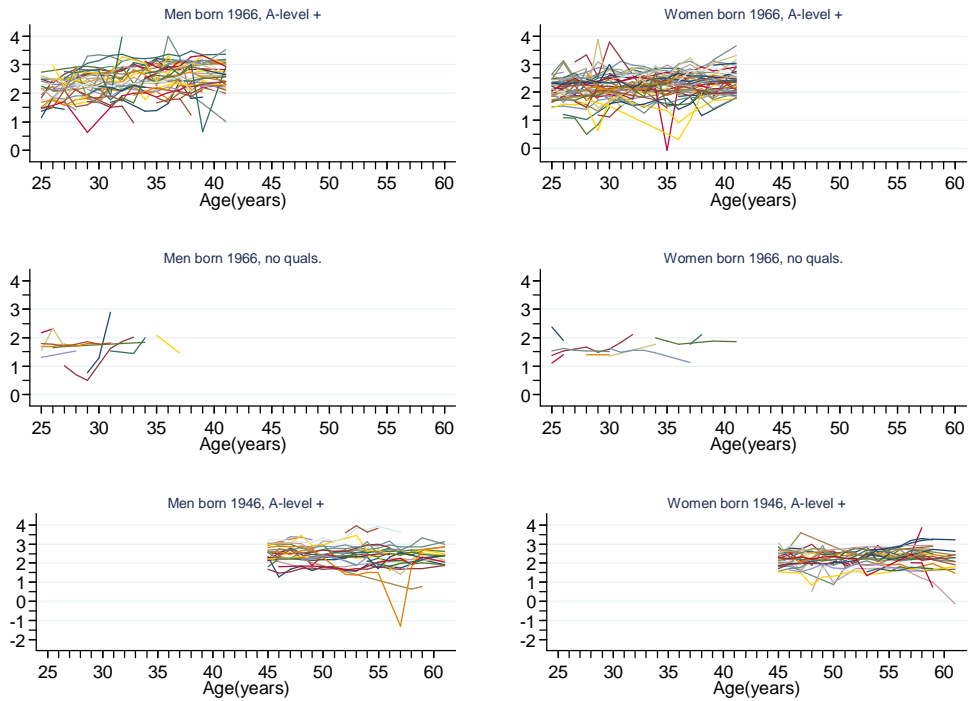 Men born 1966, A-level +
4
3
2
1
0
25 30 35 40 45 50 55 60
Age(years)
Women born 1966, A-level +
4
3
2
1
0
25 30 35 40 45 50 55 60
Age(years)
Men born 1966, no quals.
4
3
2
1
0
25 30 35 40 45 50 55 60
Age(years)
Women born 1966, no quals.
4
3
2
1
0
25 30 35 40 45 50 55 60
Age(years)
Men born 1946, A-level +
4
3
2
1
0
-1
-2
25 30 35 40 45 50 55 60
Age(years)
Women born 1946, A-level +
4
3
2
1
0
-1
-2
25 30 35 40 45 50 55 60
Age(years)